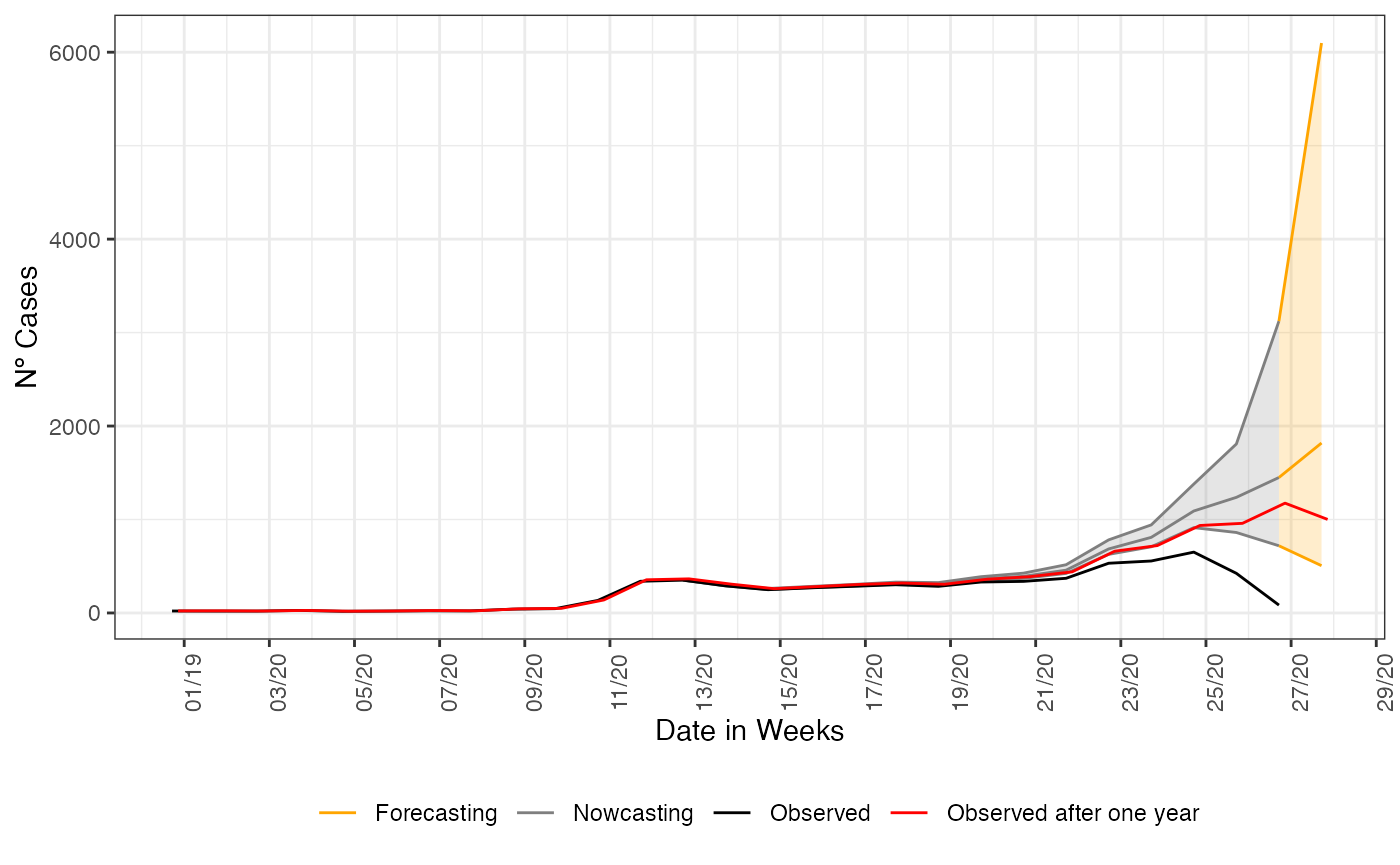 6000
4000
2000
0
N° Cases
01/19 03/20 05/20 07/20 09/20 11/20 13/20 15/20 17/20 19/20 21/20 23/20 25/20 27/20 29/20
Date in Weeks
Forecasting Nowcasting Observed Observed after one year